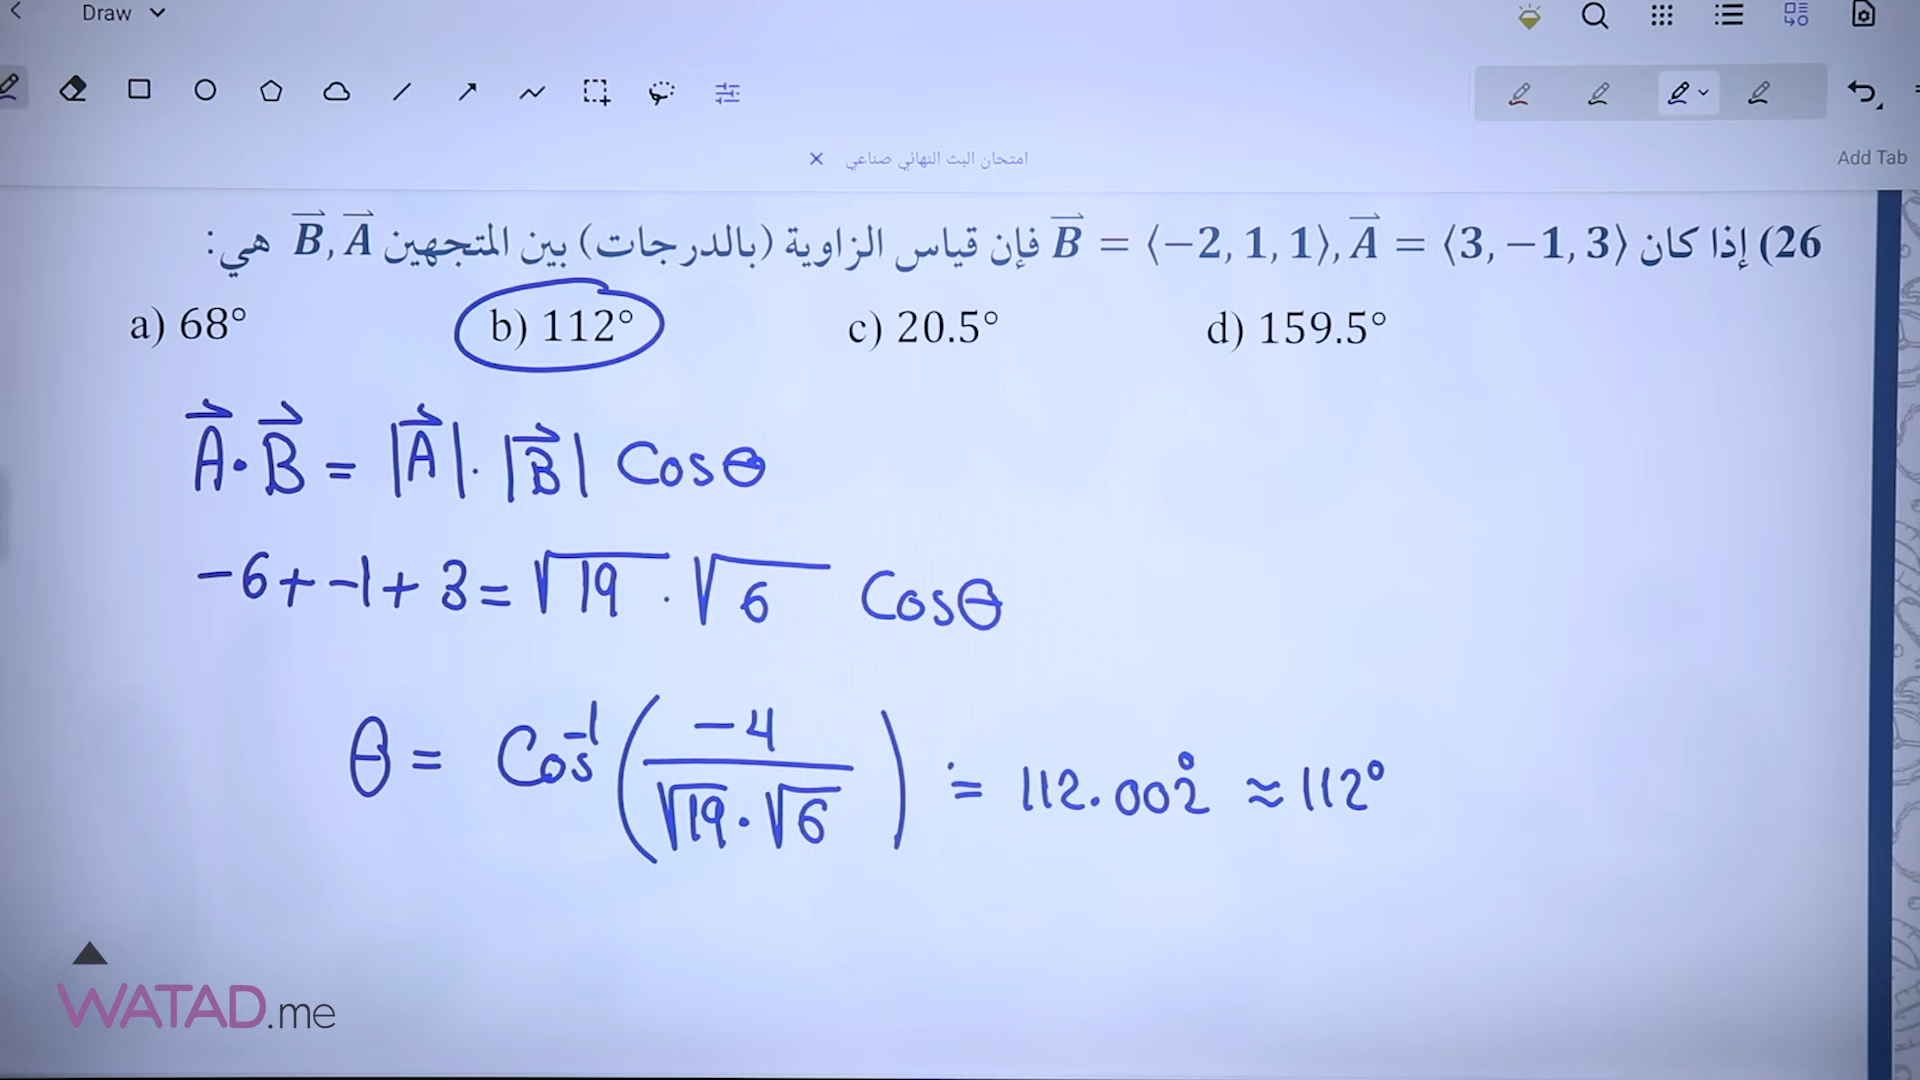 Draw
امتحان البث النهائي صناعي
Add Tab
26) إذا كان A = ⟨3, −1, 3⟩, B = ⟨−2, 1, 1⟩ فإن قياس الزاوية (بالدرجات) بين المتجهين B, A هي:
a) 68° b) 112° c) 20.5° d) 159.5°
A⃗ · B⃗ = |A⃗| · |B⃗| Cosθ
-6 + -1 + 3 = √19 · √6 Cosθ
θ = Cos⁻¹ (-4 / √19 · √6) = 112.002° ≈ 112°
WATAD.me